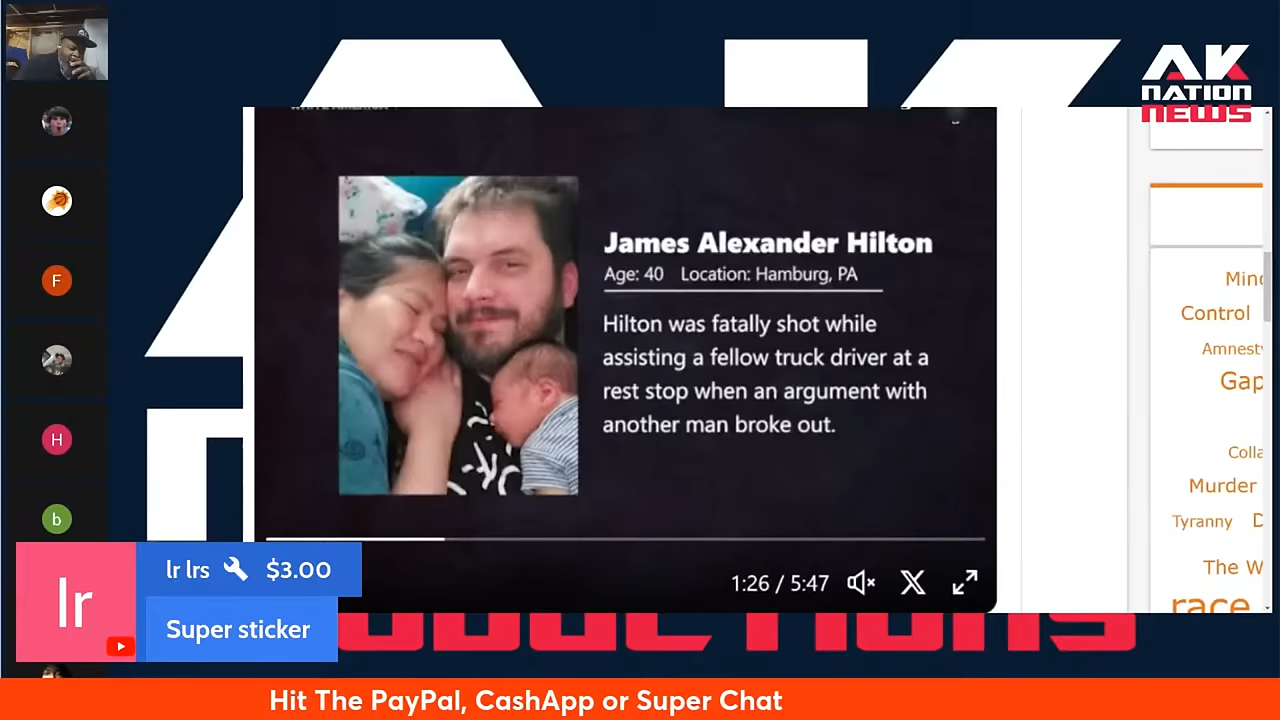 AK
NATION
NEWS
James Alexander Hilton
Age: 40 Location: Hamburg, PA
Hilton was fatally shot while
assisting a fellow truck driver at a
rest stop when an argument with
another man broke out.
1:26 / 5:47
Control
Murder
Tyranny
The W
race
F
H
b
lr
lr lrs $3.00
Super sticker
Hit The PayPal, CashApp or Super Chat